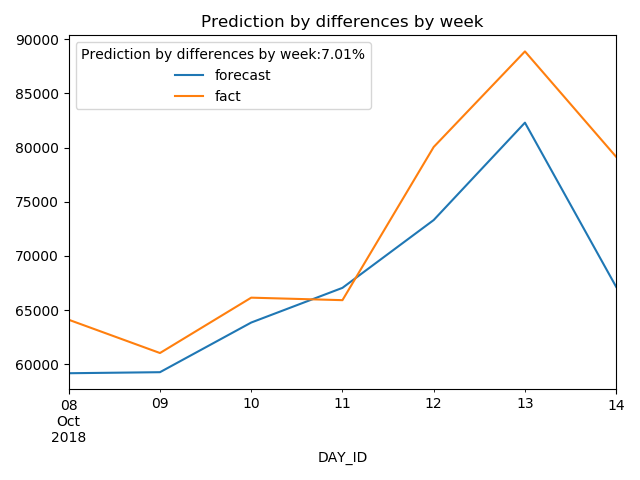 Prediction by differences by week
Prediction by differences by week:7.01%
forecast
fact
90000
85000
80000
75000
70000
65000
60000
08 09 10 11 12 13 14
Oct
2018
DAY_ID